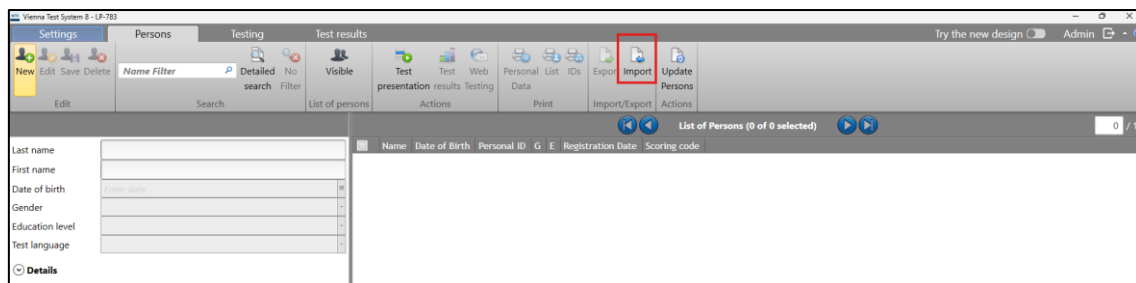 Vienna Test System 8 - LP-783
Settings Persons Testing Test results Try the new design Admin
New Edit Save Delete Name Filter Detailed search No Filter Visible Test presentation Test results Web Testing Personal Data List IDs Export Import Update Persons
Edit Search List of persons Actions Print Import/Export Actions
List of Persons (0 of 0 selected) 0 / 1
Name Date of Birth Personal ID G E Registration Date Scoring code
Last name
First name
Date of birth Enter date
Gender
Education level
Test language
Details